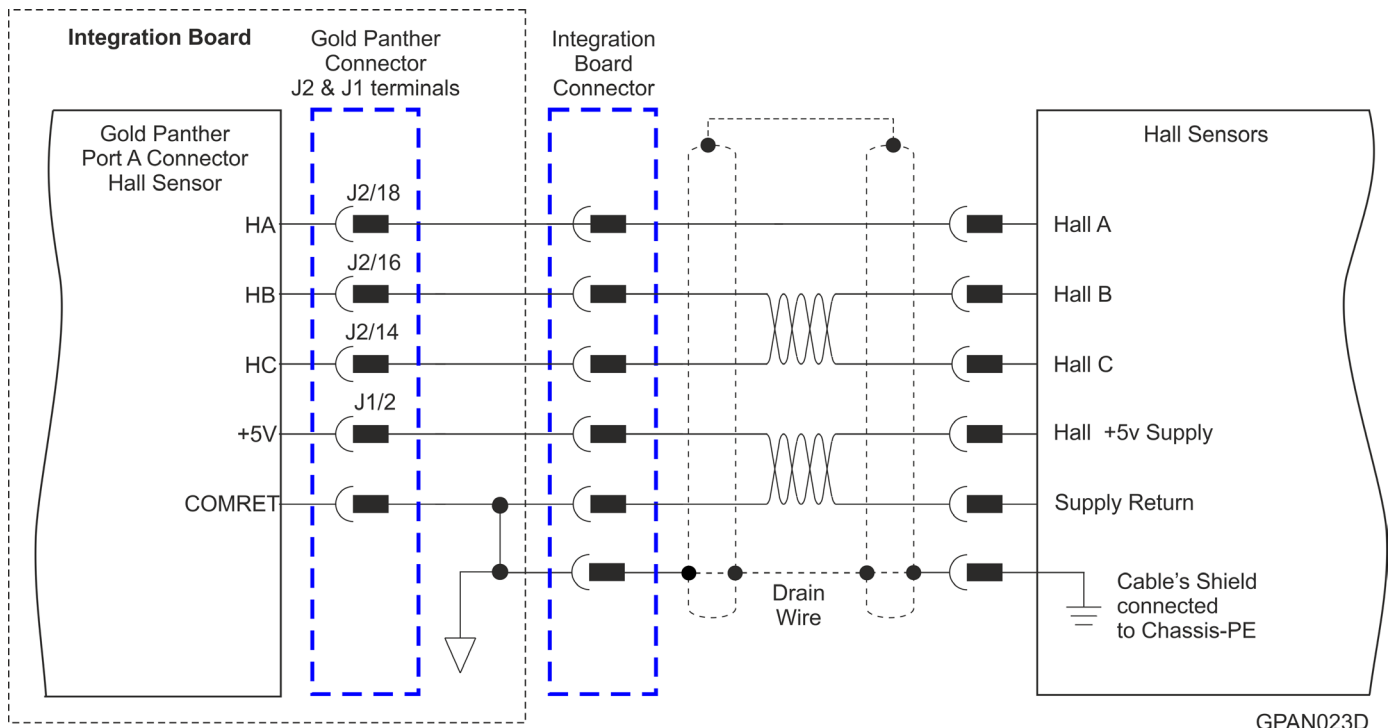 Integration Board
Gold Panther
Connector
J2 & J1 terminals
Integration
Board
Connector
Gold Panther
Port A Connector
Hall Sensor
Hall Sensors
J2/18
HA
Hall A
J2/16
HB
Hall B
J2/14
HC
Hall C
J1/2
+5V
Hall +5v Supply
COMRET
Supply Return
Drain
Wire
Cable's Shield
connected
to Chassis-PE
GPAN023D